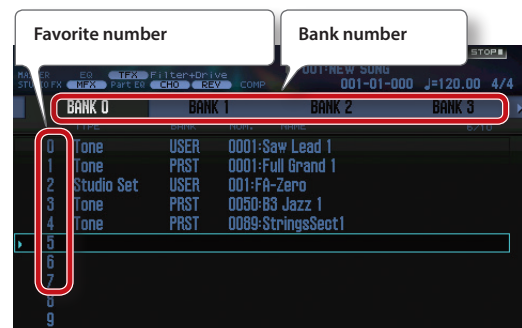 Favorite number
Bank number
STOP
EQ TFX Filter+Drive
001:NEW SONG
MFX Part EQ CHO REV COMP
001-01-000 ♩=120.00 4/4
BANK 0 BANK 1 BANK 2 BANK 3
TYPE BANK NUM. NAME 6/10
0 Tone USER 0001:Saw Lead 1
1 Tone PRST 0001:Full Grand 1
2 Studio Set USER 001:FA-Zero
3 Tone PRST 0050:B3 Jazz 1
4 Tone PRST 0089:StringsSect1
5
6
7
8
9